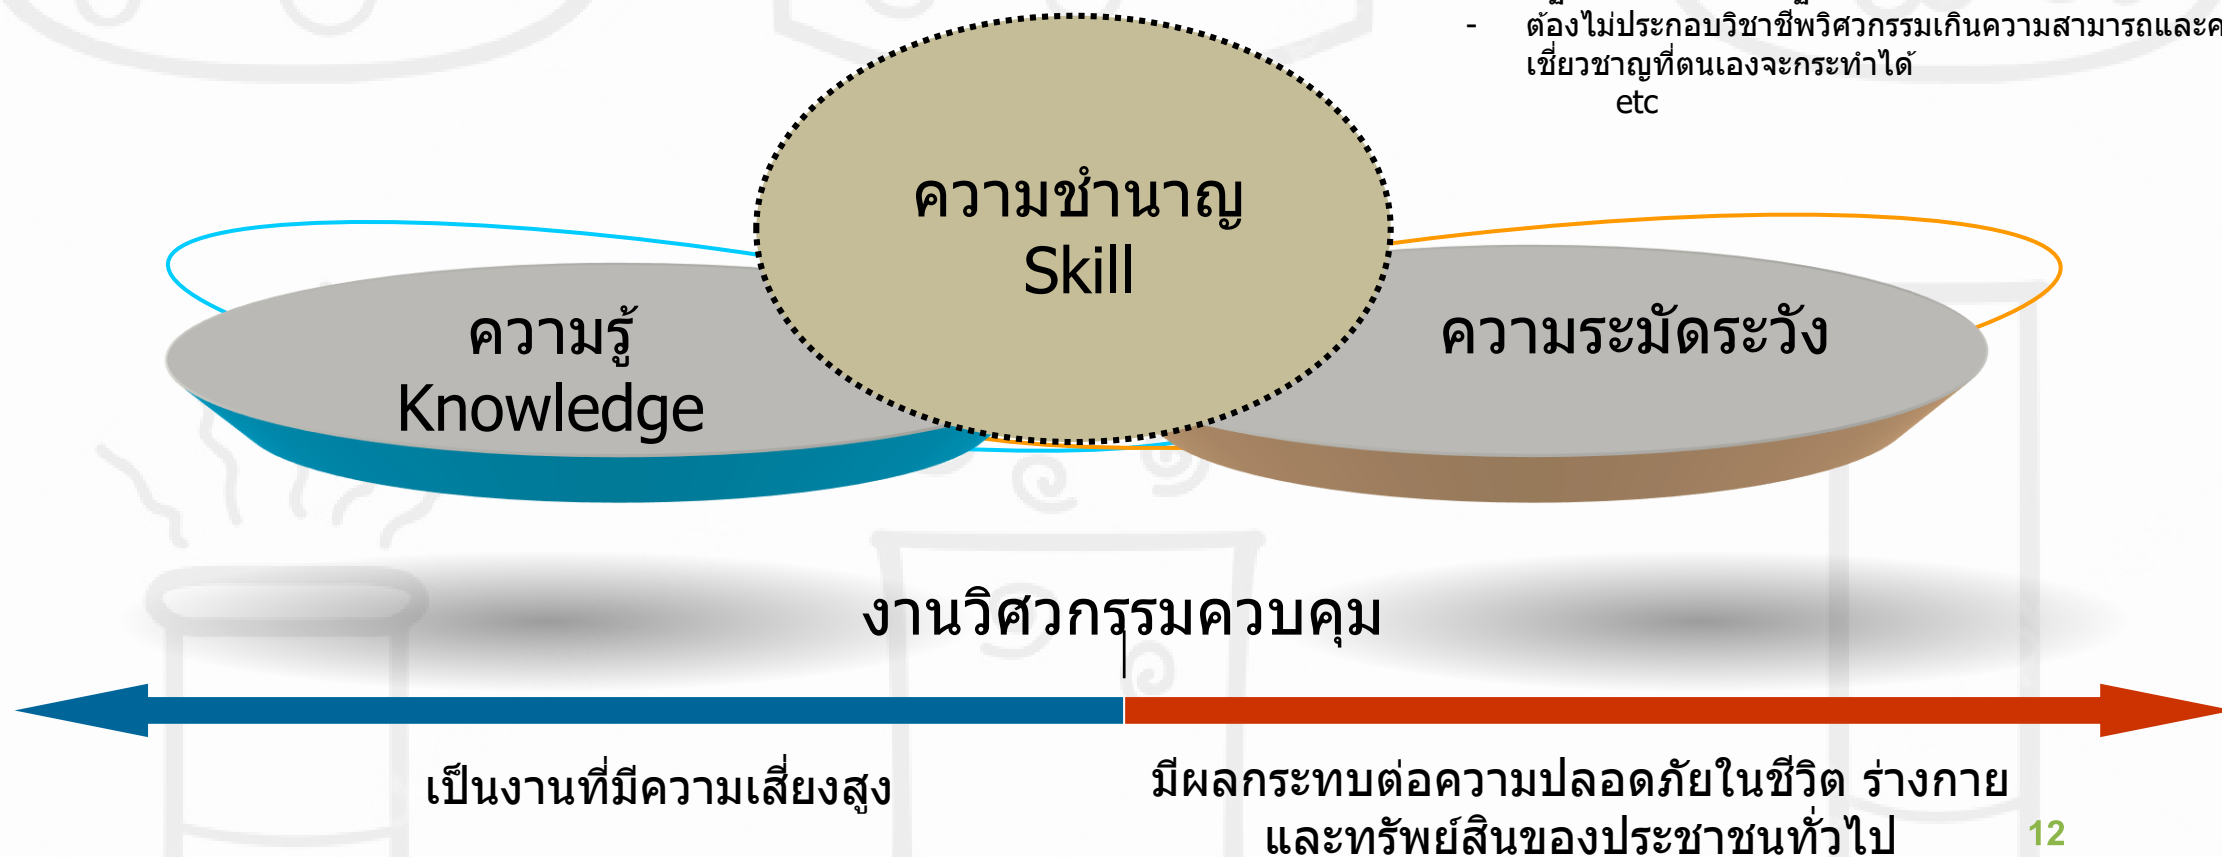 - ต้องไม่ประกอบวิชาชีพวิศวกรรมเกินความสามารถและค
เชี่ยวชาญที่ตนเองจะกระทำได้
etc
ความชำนาญ
Skill
ความรู้
Knowledge
ความระมัดระวัง
งานวิศวกรรมควบคุม
เป็นงานที่มีความเสี่ยงสูง
มีผลกระทบต่อความปลอดภัยในชีวิต ร่างกาย
และทรัพย์สินของประชาชนทั่วไป
12